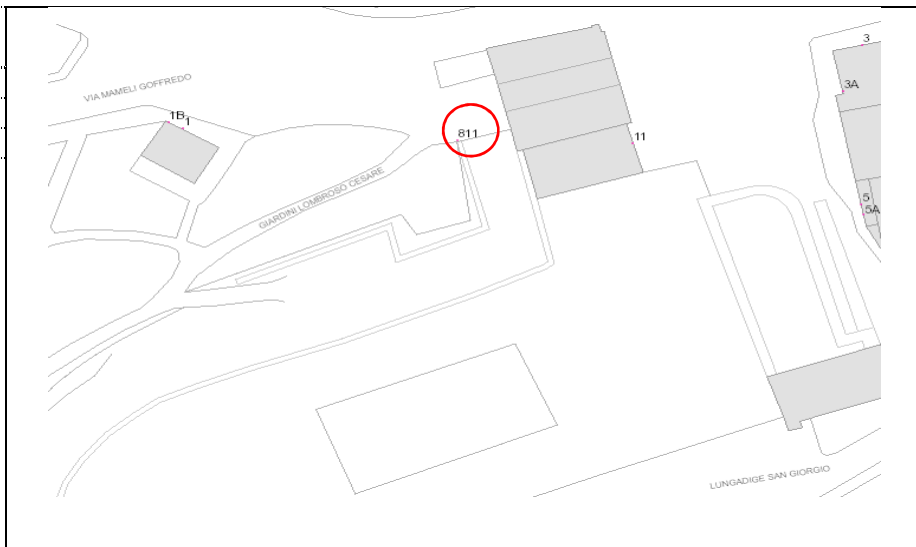 3
3A
VIA MAMELI GOFFREDO
1B
1
811
11
GIARDINI LOMBROSO CESARE
5
5A
LUNGADIGE SAN GIORGIO